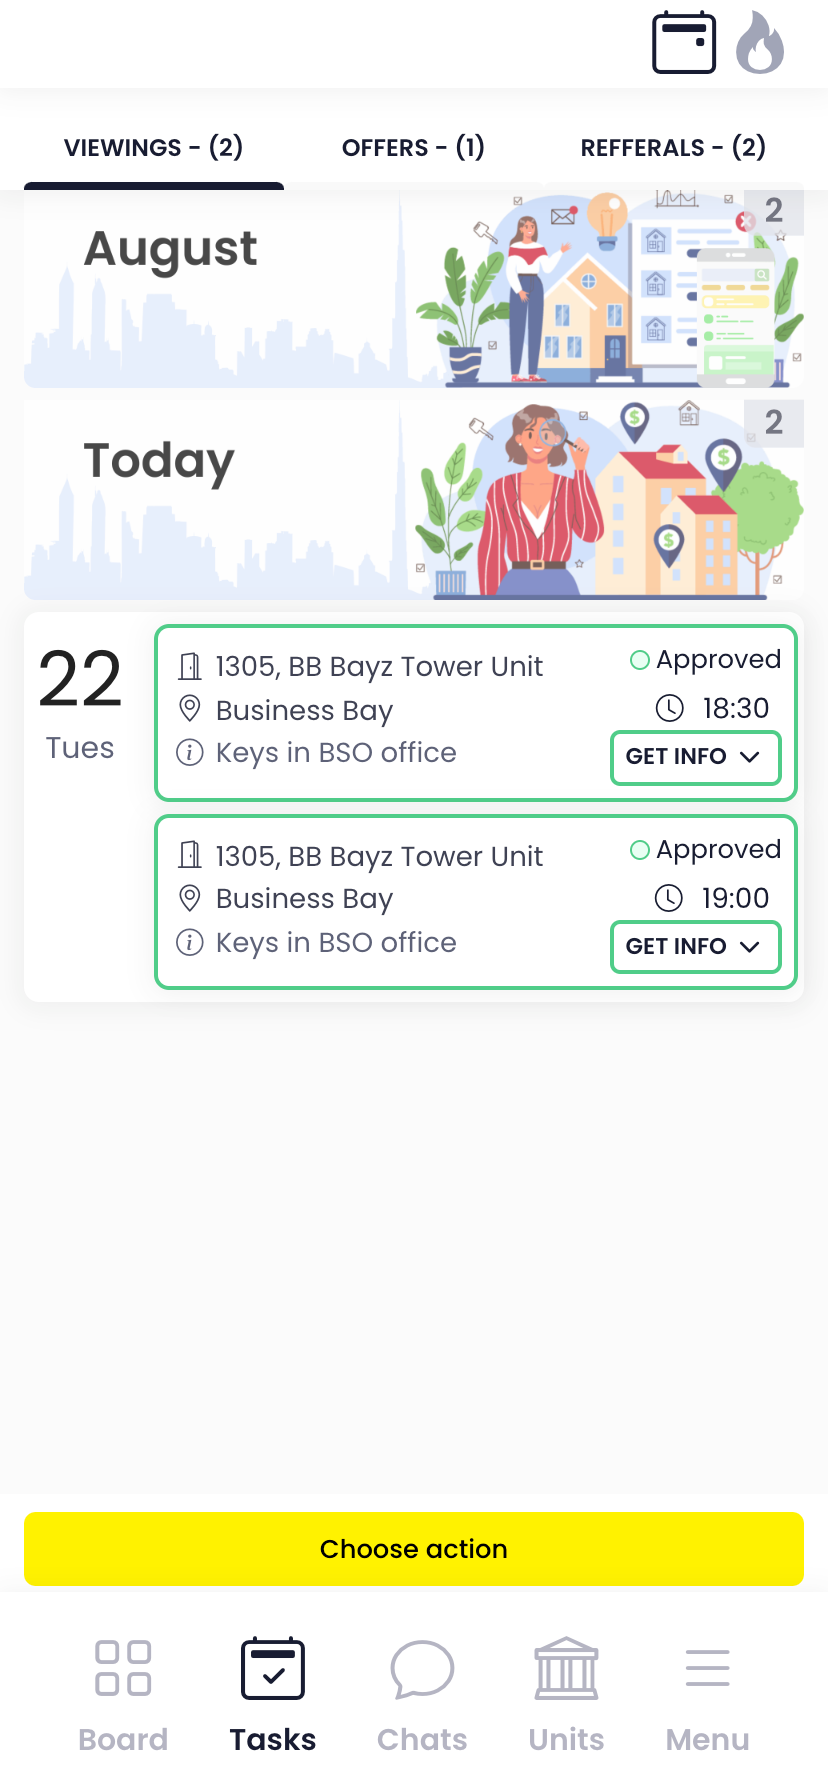 VIEWINGS - (2) OFFERS - (1) REFFERALS - (2)
August
2
Today
2
22
Tues
1305, BB Bayz Tower Unit
Approved
Business Bay
18:30
Keys in BSO office
GET INFO
1305, BB Bayz Tower Unit
Approved
Business Bay
19:00
Keys in BSO office
GET INFO
Choose action
Board Tasks Chats Units Menu